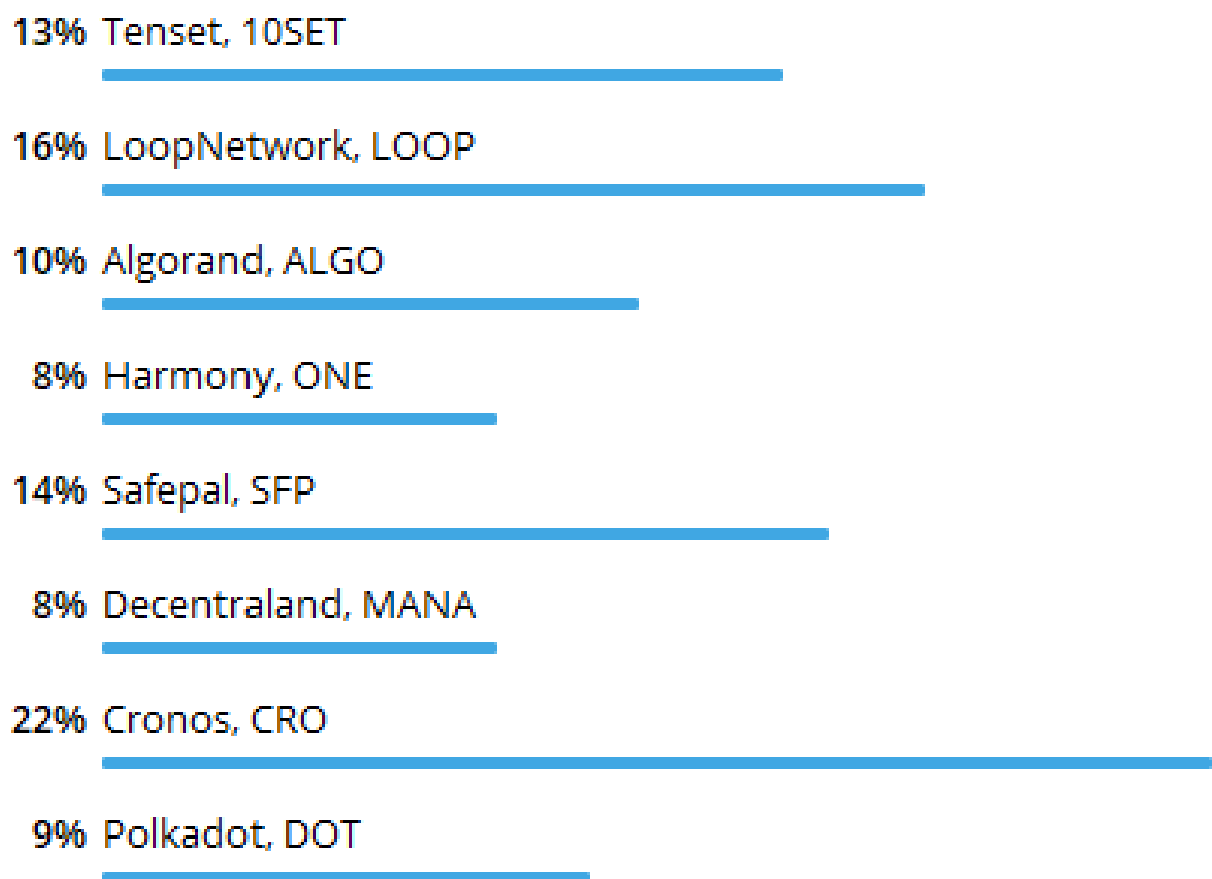 13% Tenset, 10SET
16% LoopNetwork, LOOP
10% Algorand, ALGO
8% Harmony, ONE
14% Safepal, SFP
8% Decentraland, MANA
22% Cronos, CRO
9% Polkadot, DOT